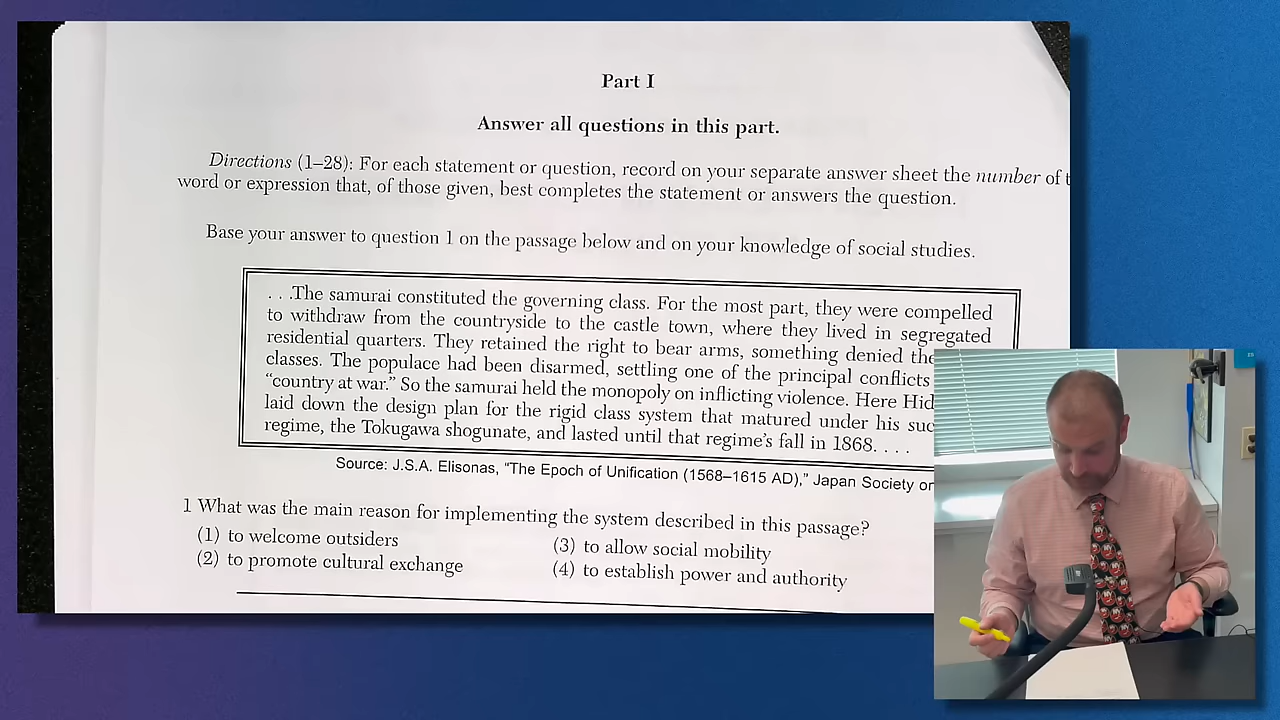 Part I
Answer all questions in this part.
Directions (1–28): For each statement or question, record on your separate answer sheet the number of
word or expression that, of those given, best completes the statement or answers the question.
Base your answer to question 1 on the passage below and on your knowledge of social studies.
. . .The samurai constituted the governing class. For the most part, they were compelled
to withdraw from the countryside to the castle town, where they lived in segregated
residential quarters. They retained the right to bear arms, something denied the
classes. The populace had been disarmed, settling one of the principal conflicts
“country at war.” So the samurai held the monopoly on inflicting violence. Here Hid
laid down the design plan for the rigid class system that matured under his suc
regime, the Tokugawa shogunate, and lasted until that regime’s fall in 1868. . . .
Source: J.S.A. Elisonas, “The Epoch of Unification (1568–1615 AD),” Japan Society
1 What was the main reason for implementing the system described in this passage?
(1) to welcome outsiders (3) to allow social mobility
(2) to promote cultural exchange (4) to establish power and authority